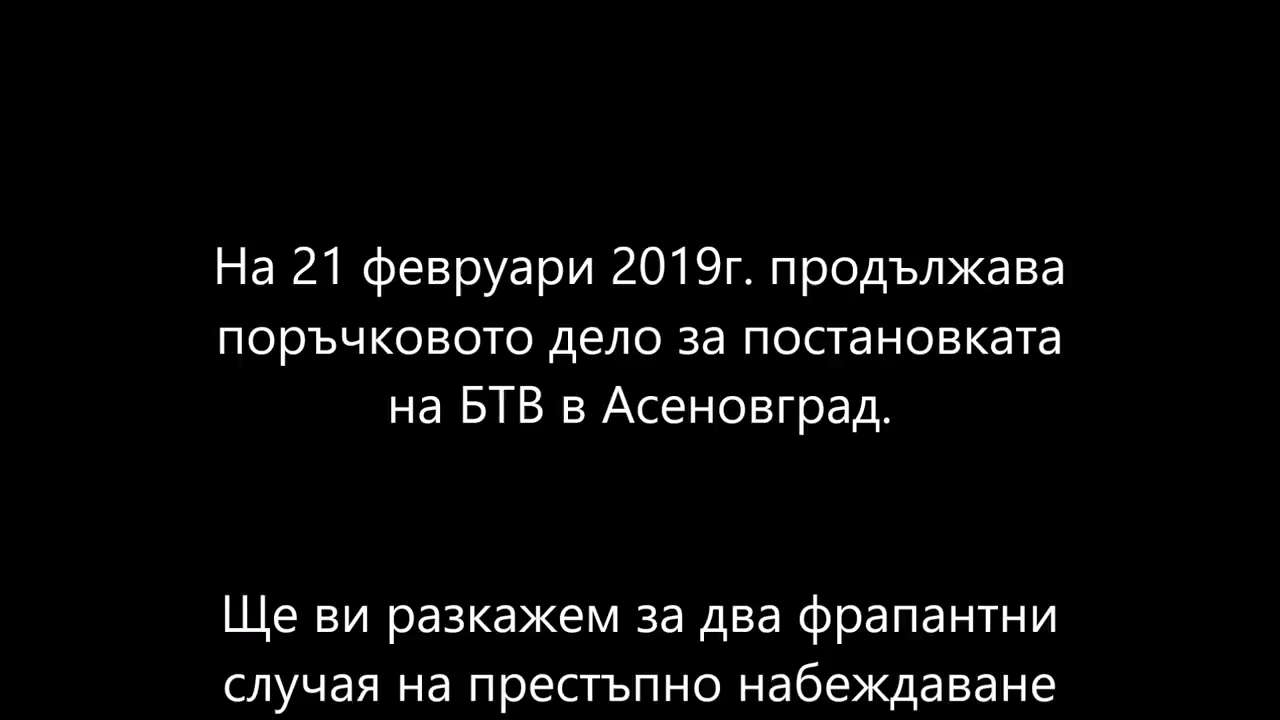 На 21 февруари 2019г. продължава
поръчковото дело за постановката
на БТВ в Асеновград.
Ще ви разкажем за два фрапантни
случая на престъпно набеждаване